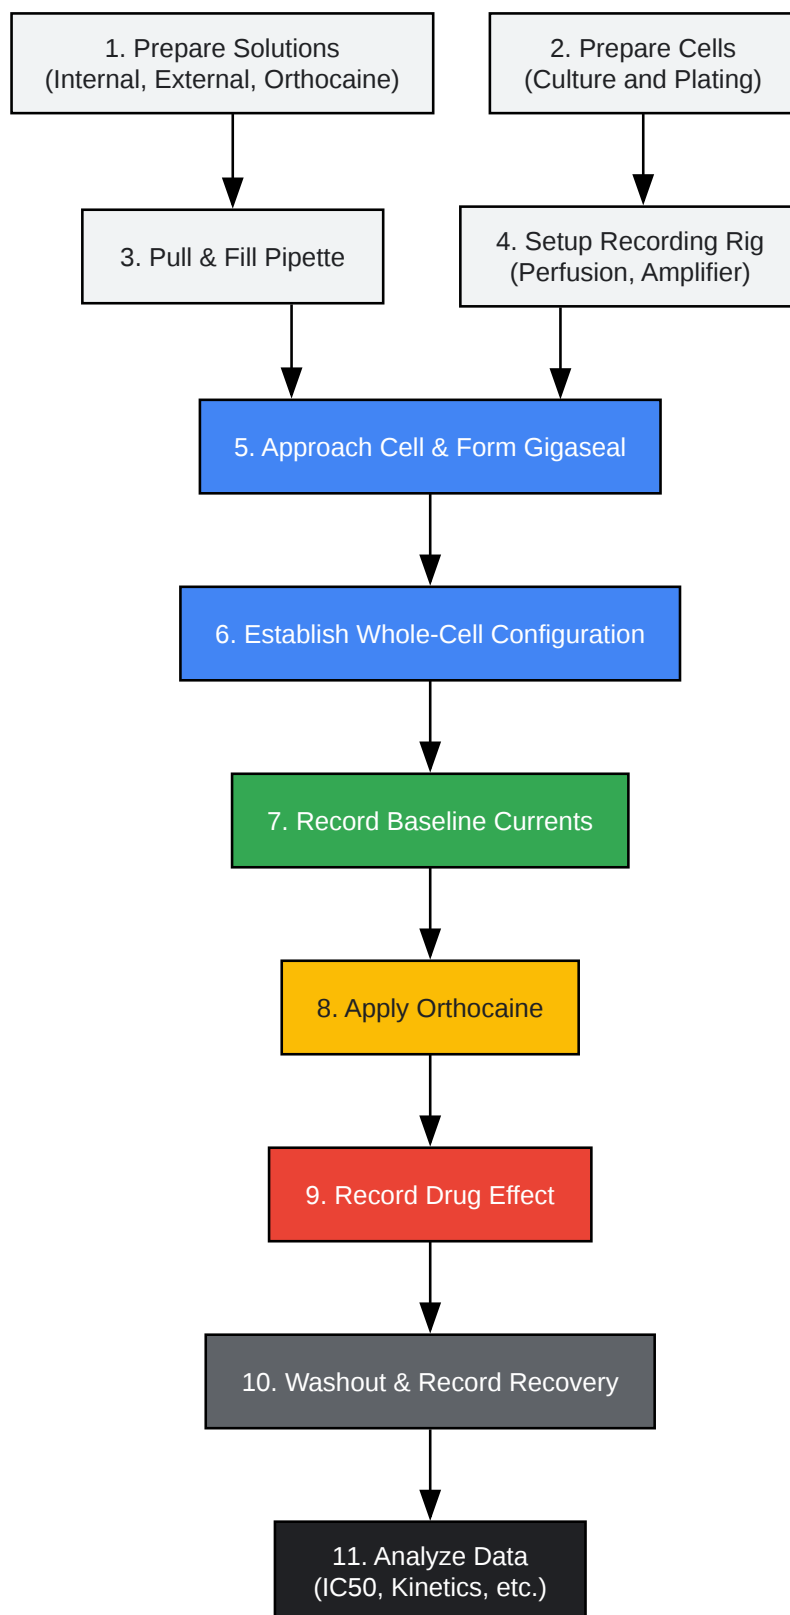 1. Prepare Solutions
(Internal, External, Orthocaine)
2. Prepare Cells
(Culture and Plating)
3. Pull & Fill Pipette
4. Setup Recording Rig
(Perfusion, Amplifier)
5. Approach Cell & Form Gigaseal
6. Establish Whole-Cell Configuration
7. Record Baseline Currents
8. Apply Orthocaine
9. Record Drug Effect
10. Washout & Record Recovery
11. Analyze Data
(IC50, Kinetics, etc.)